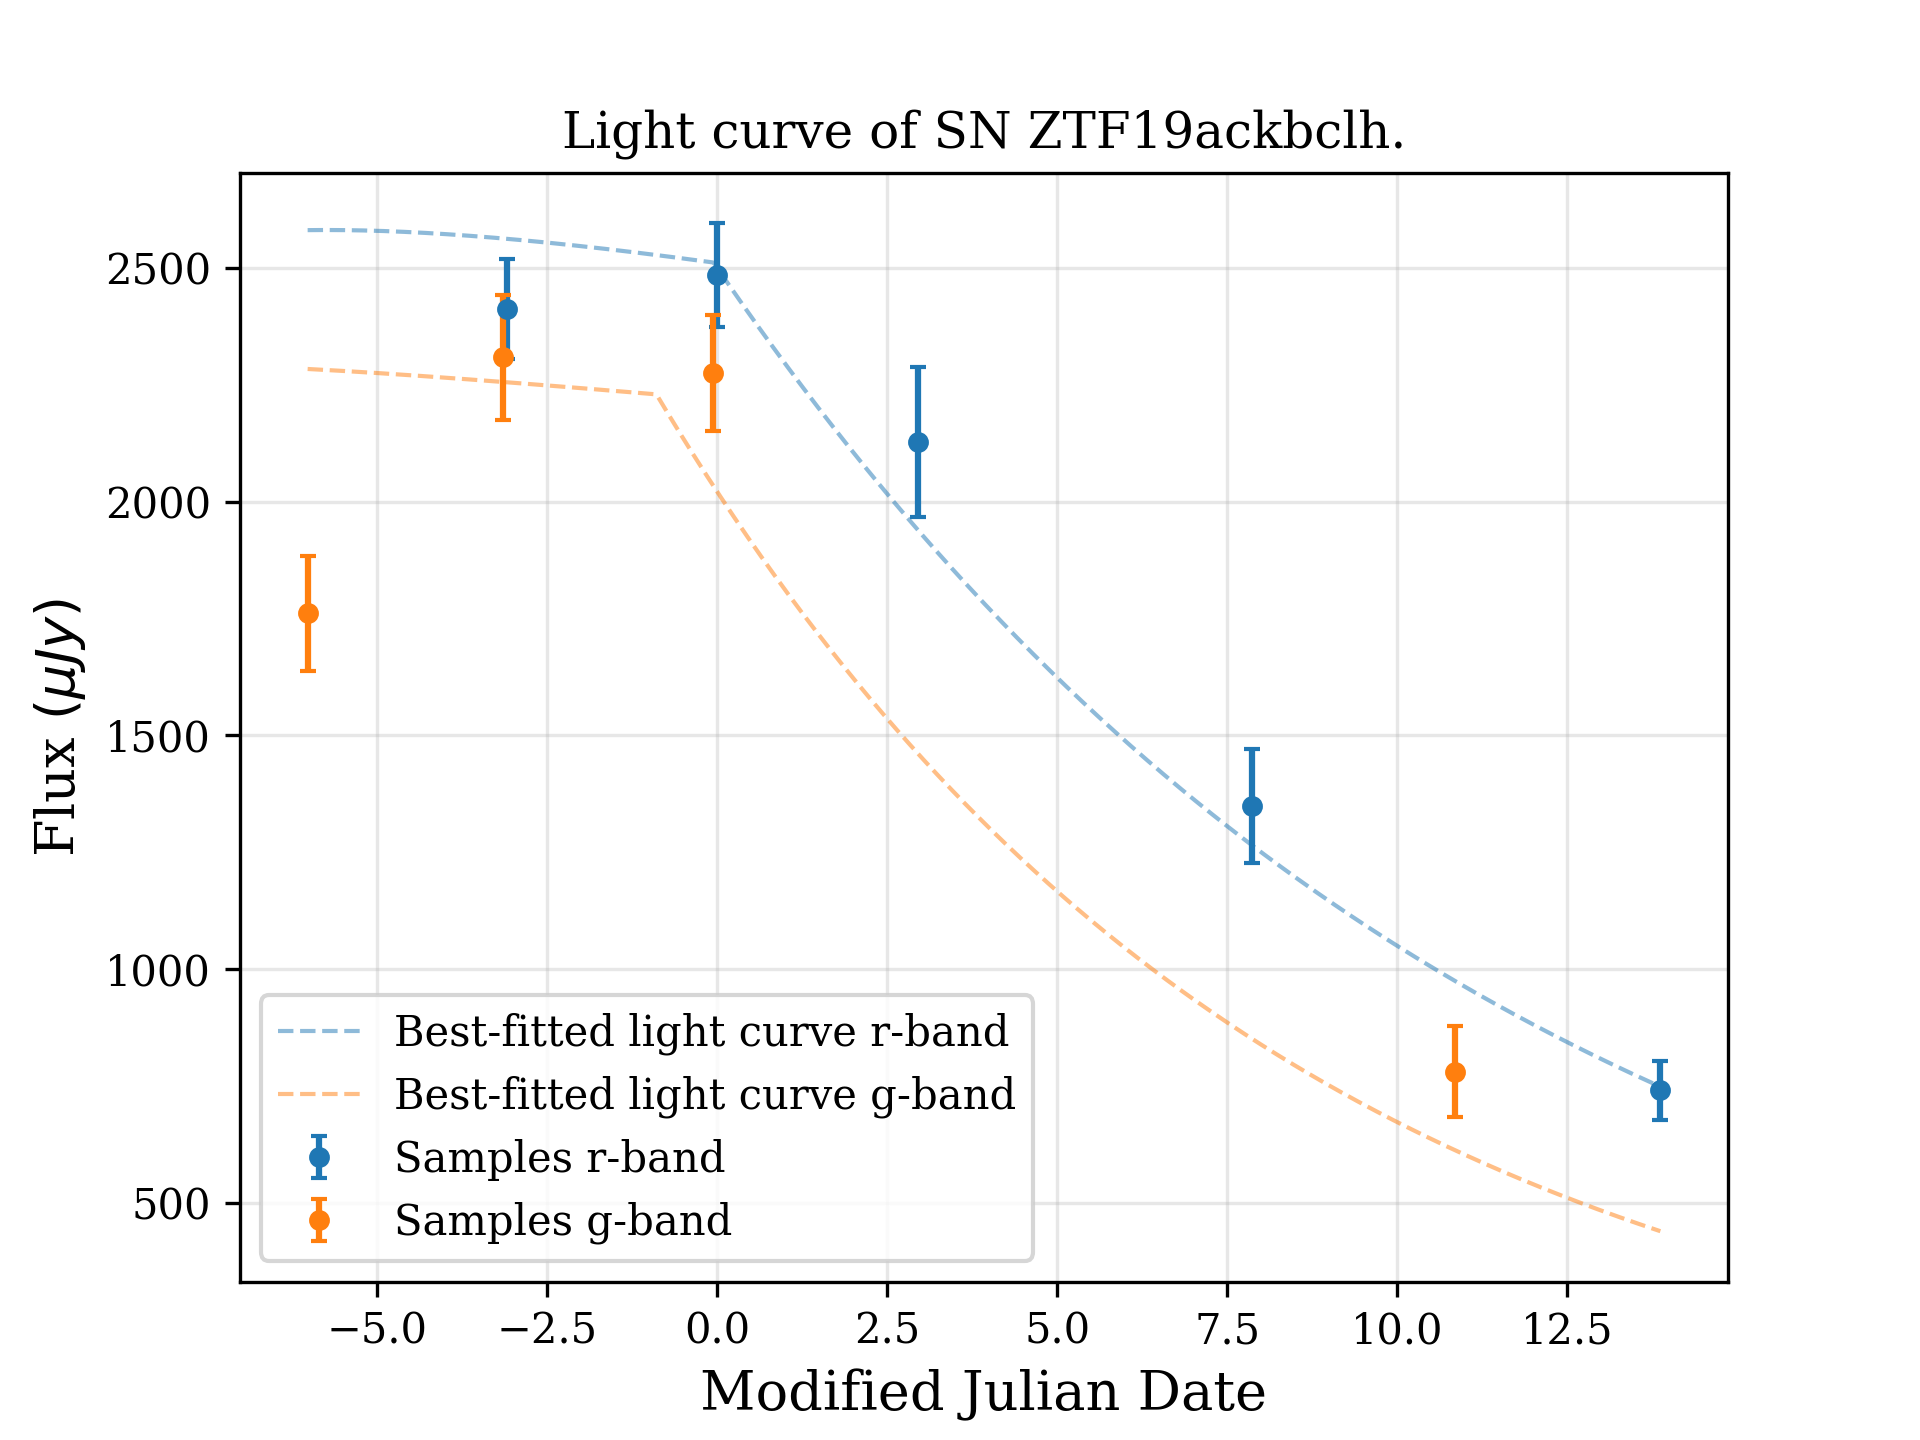 Light curve of SN ZTF19ackbclh.
2500
2000
1500
1000
500
Flux (μJy)
Best-fitted light curve r-band
Best-fitted light curve g-band
Samples r-band
Samples g-band
−5.0 −2.5 0.0 2.5 5.0 7.5 10.0 12.5
Modified Julian Date